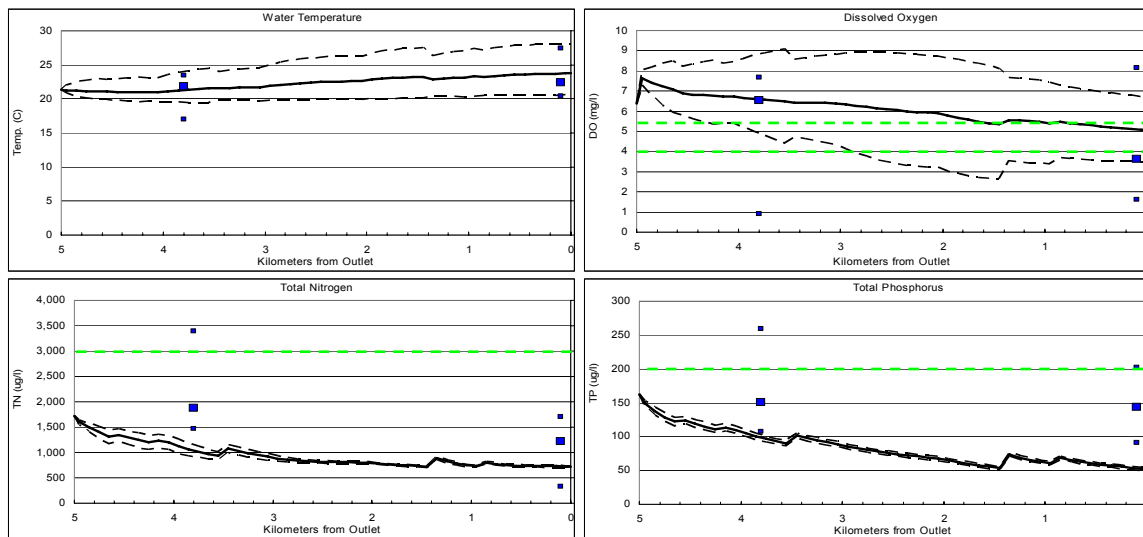 Water Temperature
30
25
20
15
10
5
0
Temp. (C)
5 4 3 2 1 0
Kilometers from Outlet
Dissolved Oxygen
10
9
8
7
6
5
4
3
2
1
0
DO (mg/l)
5 4 3 2 1
Kilometers from Outlet
Total Nitrogen
4,000
3,500
3,000
2,500
2,000
1,500
1,000
500
0
TN (ug/l)
5 4 3 2 1 0
Kilometers from Outlet
Total Phosphorus
300
250
200
150
100
50
0
TP (ug/l)
5 4 3 2 1
Kilometers from Outlet